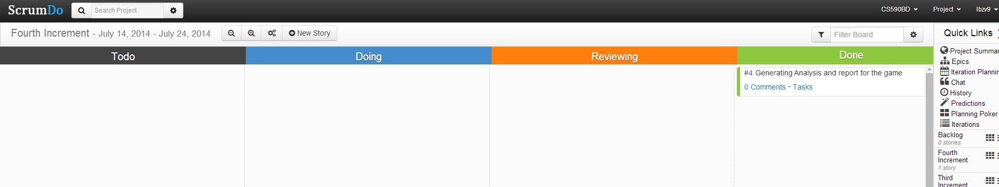 ScrumDo Search Project CS590BD Project lbzv9
Fourth Increment - July 14, 2014 - July 24, 2014 New Story Filter Board
Todo Doing Reviewing Done
#4 Generating Analysis and report for the game
0 Comments - Tasks
Quick Links
Project Summar
Epics
Iteration Plannin
Chat
History
Predictions
Planning Poker
Iterations
Backlog
0 stories
Fourth
Increment
1 story
Third
Increment